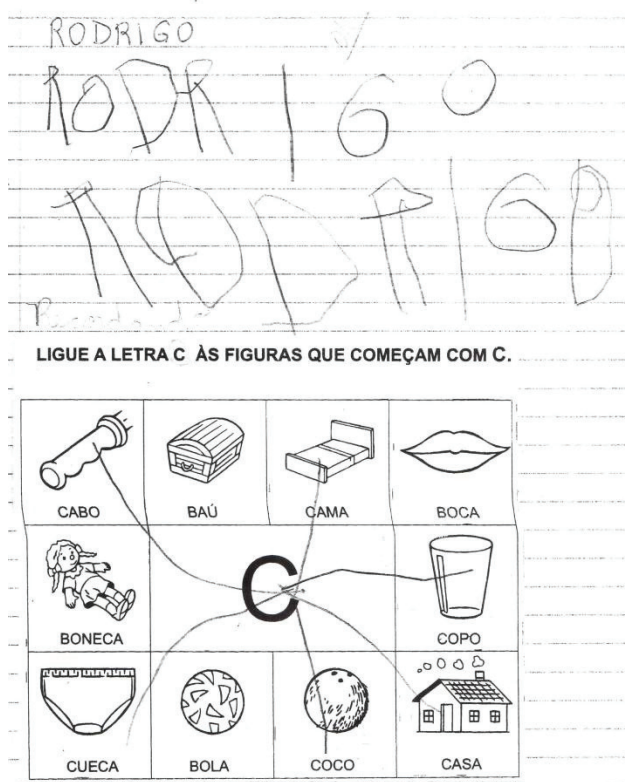 RODRIGO
RODRIGO
RODRIGO
LIGUE A LETRA C ÀS FIGURAS QUE COMEÇAM COM C.
CABO BAÚ CAMA BOCA
C
BONECA COPO
CUECA BOLA COCO CASA